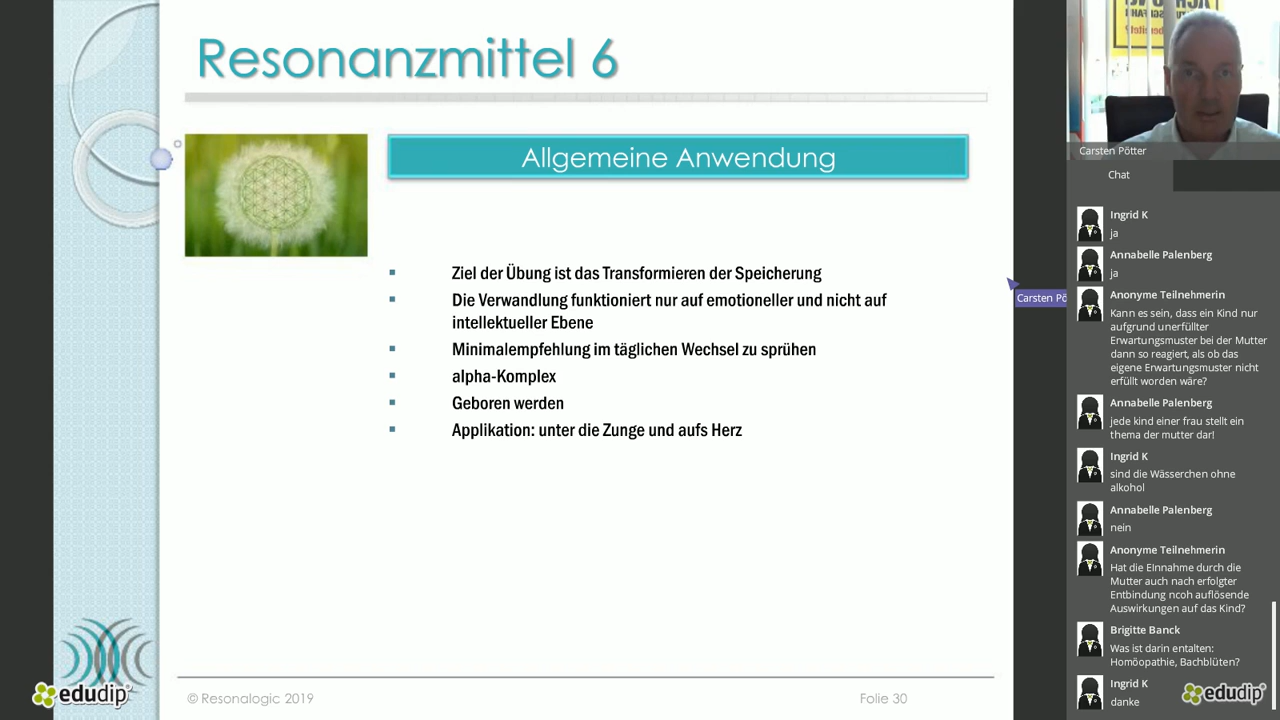 Resonanzmittel 6
Allgemeine Anwendung
Ziel der Übung ist das Transformieren der Speicherung
Die Verwandlung funktioniert nur auf emotioneller und nicht auf
intellektueller Ebene
Minimalempfehlung im täglichen Wechsel zu sprühen
alpha-Komplex
Geboren werden
Applikation: unter die Zunge und aufs Herz
© Resonalogic 2019
Folie 30
edudip
Carsten Pö
Carsten Pötter
Chat
Ingrid K
ja
Annabelle Palenberg
ja
Anonyme Teilnehmerin
Kann es sein, dass ein Kind nur
aufgrund unerfüllter
Erwartungsmuster bei der Mutter
dann so reagiert, als ob das
eigene Erwartungsmuster nicht
erfüllt worden wäre?
Annabelle Palenberg
jede kind einer frau stellt ein
thema der mutter dar!
Ingrid K
sind die Wässerchen ohne
alkohol
Annabelle Palenberg
nein
Anonyme Teilnehmerin
Hat die EInnahme durch die
Mutter auch nach erfolgter
Entbindung ncoh auflösende
Auswirkungen auf das Kind?
Brigitte Banck
Was ist darin entalten:
Homöopathie, Bachblüten?
Ingrid K
danke
edudip